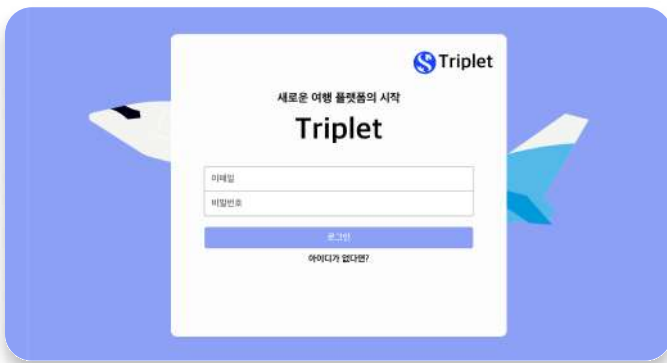 Triplet
새로운 여행 플랫폼의 시작
Triplet
이메일
비밀번호
로그인
아이디가 없다면?